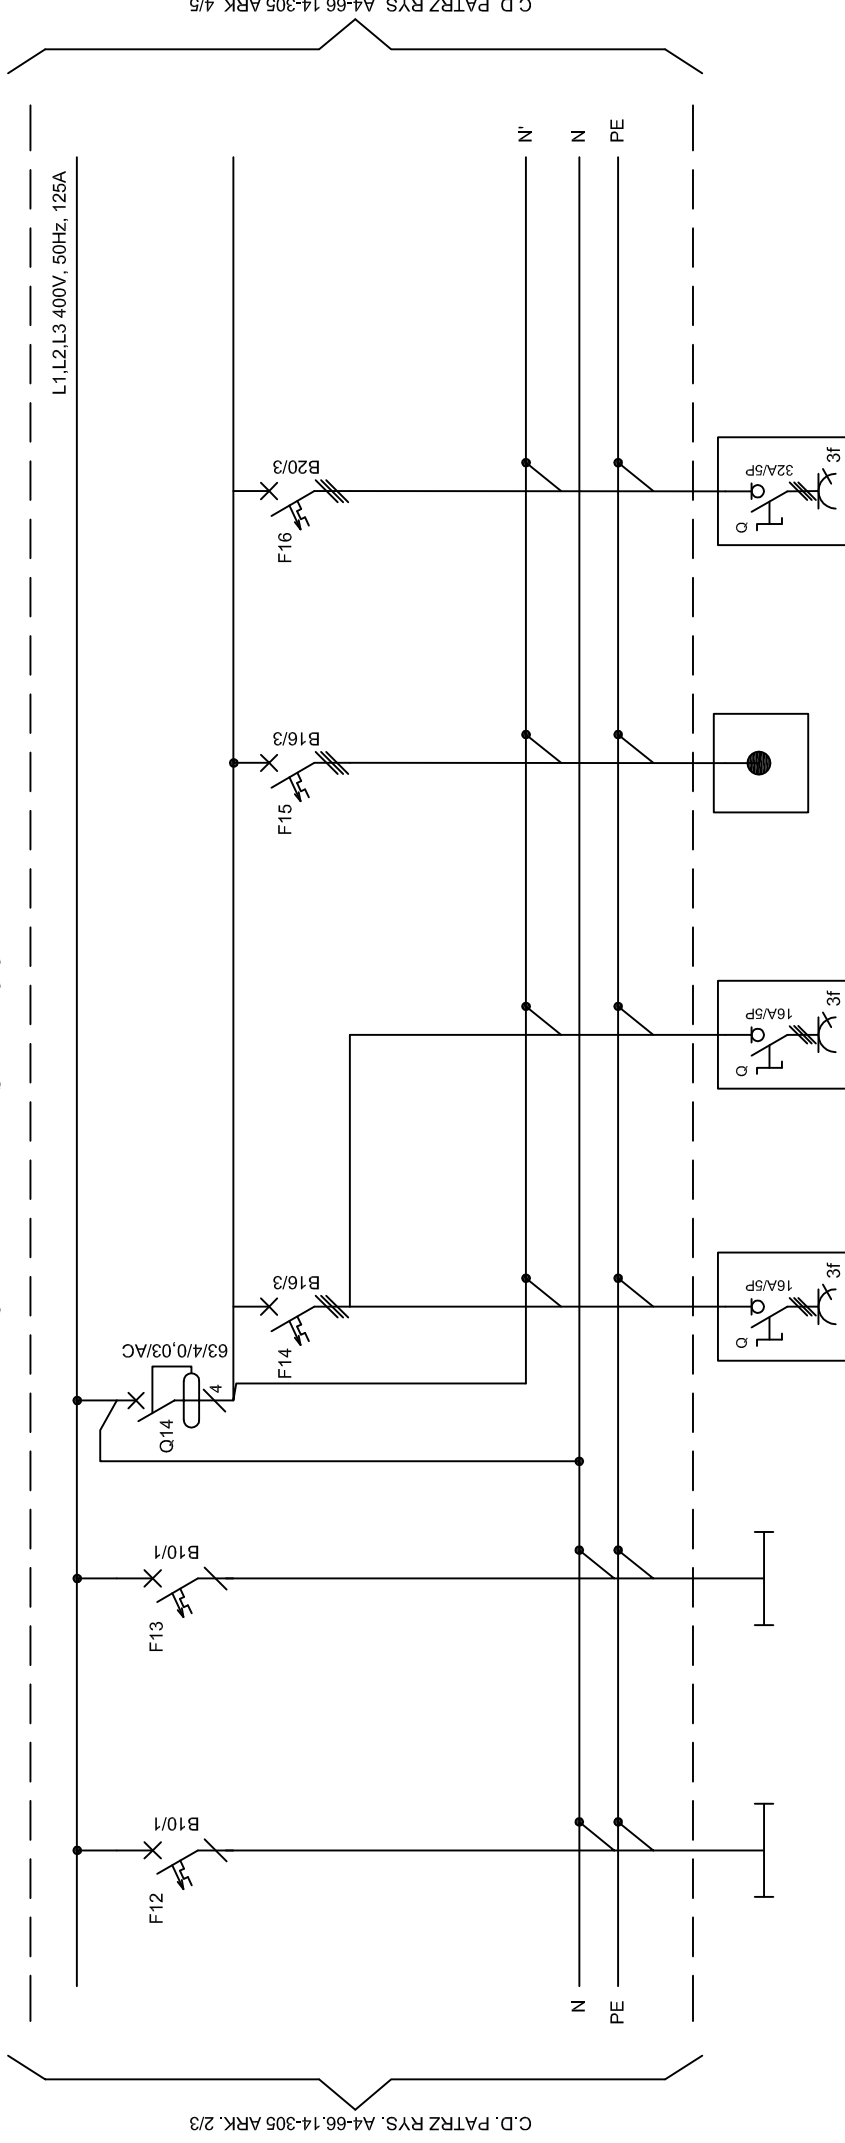 C.D. PATRZ RYS. A4-66.14-305 ARK. 2/3
C.D. PATRZ RYS. A4-66.14-305 ARK. 4/5
L1,L2,L3 400V, 50Hz, 125A
F12
B10/1
F13
B10/1
Q14
63/4/0,03/AC
4
F14
B16/3
F15
B16/3
F16
B20/3
N'
N
PE
N
PE
Q
16A/5P
3f
Q
16A/5P
3f
Q
32A/5P
3f